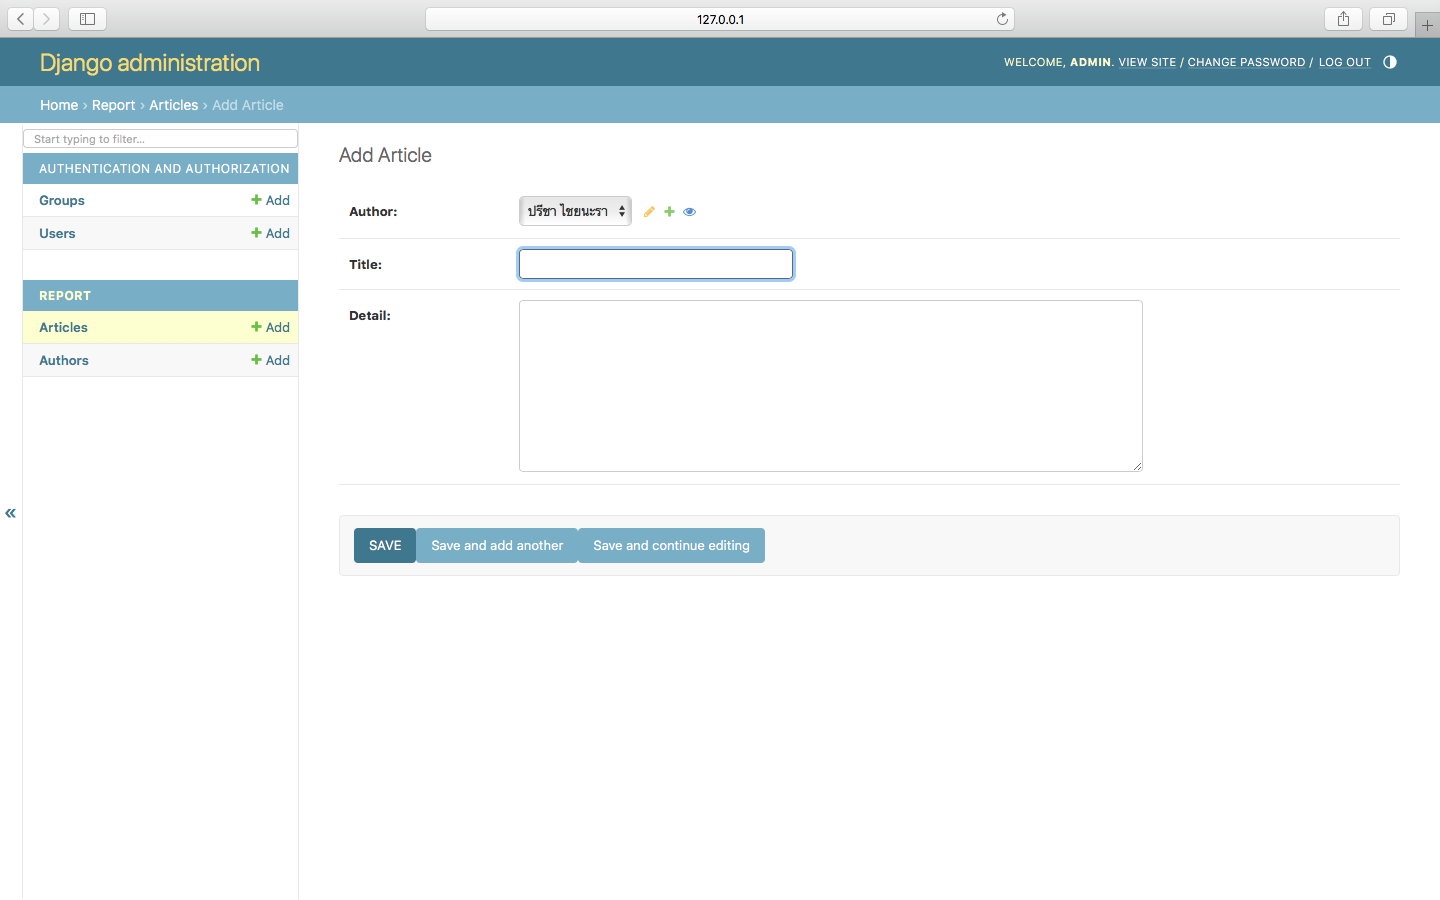 127.0.0.1
Django administration
WELCOME, ADMIN. VIEW SITE / CHANGE PASSWORD / LOG OUT
Home › Report › Articles › Add Article
Start typing to filter...
AUTHENTICATION AND AUTHORIZATION
Groups + Add
Users + Add
REPORT
Articles + Add
Authors + Add
«
Add Article
Author: ปรีชา ไชยนะรา
Title:
Detail:
SAVE Save and add another Save and continue editing